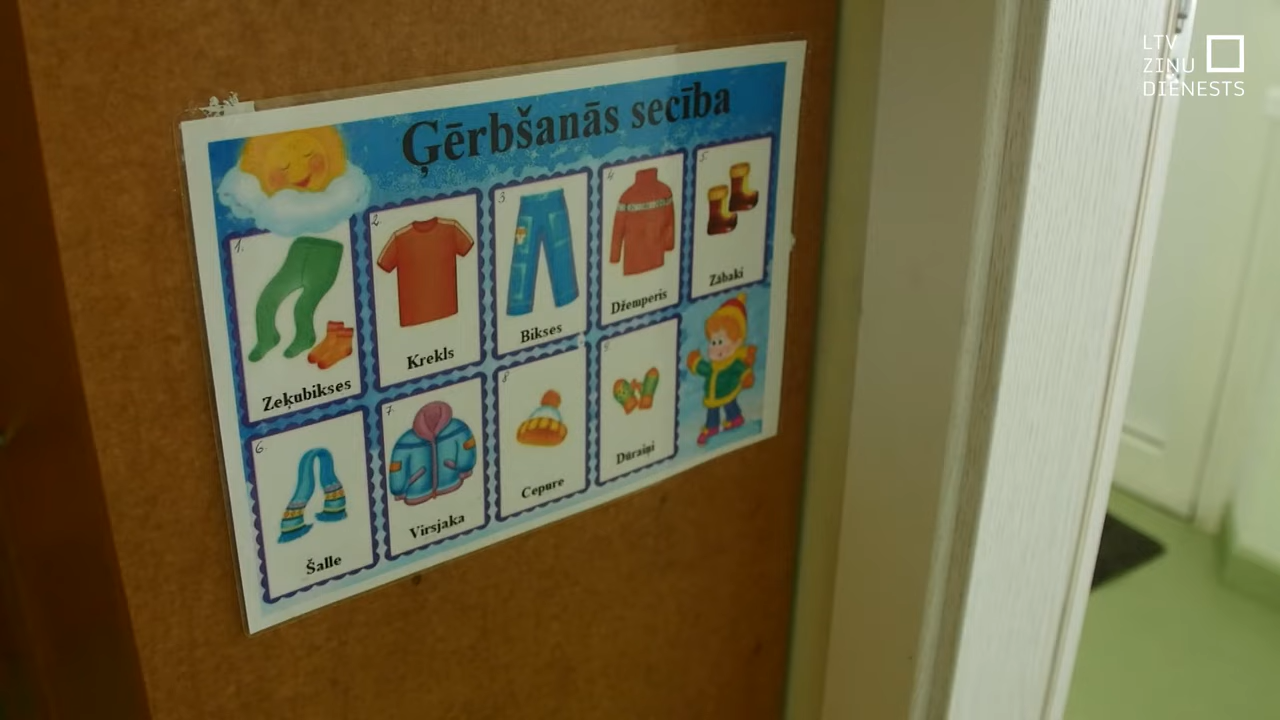 LTV
ZIŅU
DIENESTS
Ģērbšanās secība
1.
Zeķubikses
2.
Krekls
3.
Bikses
4.
Džemperis
5.
Zābaki
6.
Šalle
7.
Virsjaka
8.
Cepure
9.
Dūraiņi